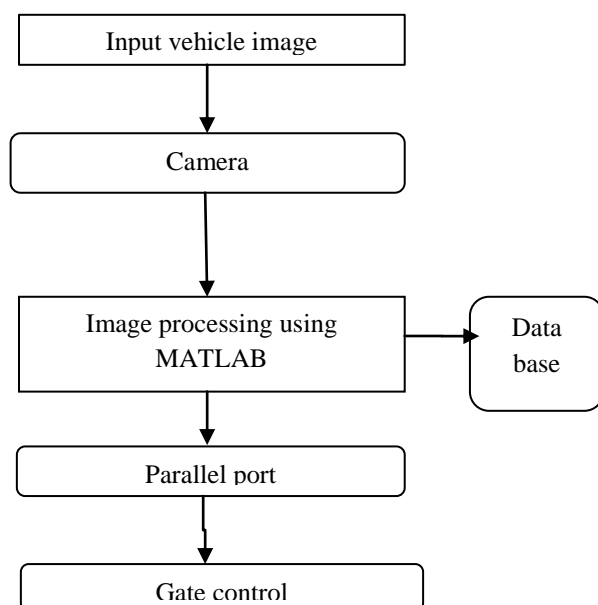 Input vehicle image
Camera
Image processing using
MATLAB
Data
base
Parallel port
Gate control